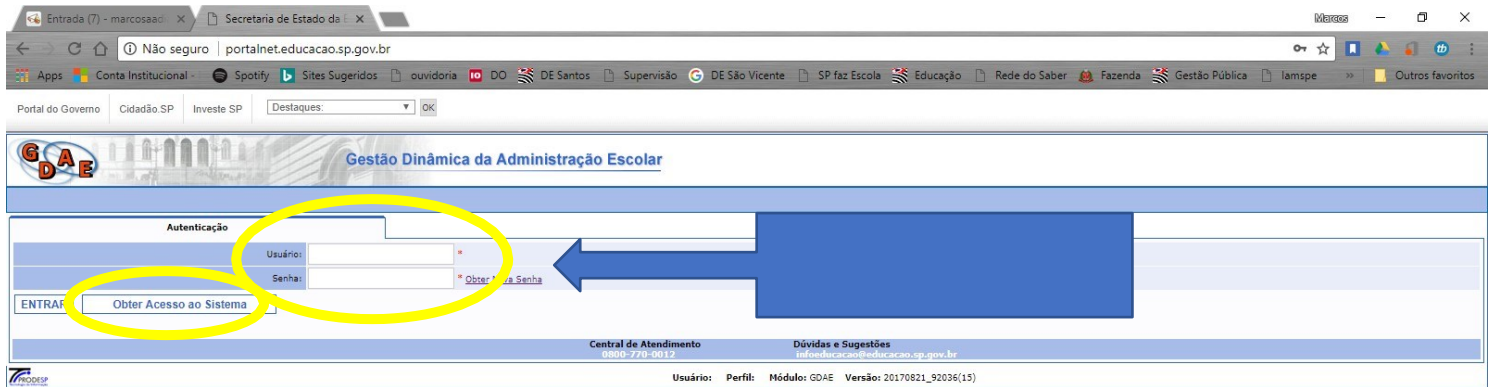 Entrada (7) - marcosaad
Secretaria de Estado da E
Marcos
Não seguro | portalnet.educacao.sp.gov.br
Apps Conta Institucional - Spotify Sites Sugeridos ouvidoria DO DE Santos Supervisão DE São Vicente SP faz Escola Educação Rede do Saber Fazenda Gestão Pública Iamspe » Outros favoritos
Portal do Governo Cidadão.SP Investe SP Destaques: OK
GDAE
Gestão Dinâmica da Administração Escolar
Autenticação
Usuário: *
Senha: * Obter Nova Senha
ENTRAR Obter Acesso ao Sistema
Central de Atendimento Dúvidas e Sugestões
0800-770-0012 infoeducacao@educacao.sp.gov.br
PRODESP Usuário: Perfil: Módulo: GDAE Versão: 20170821_92036(15)